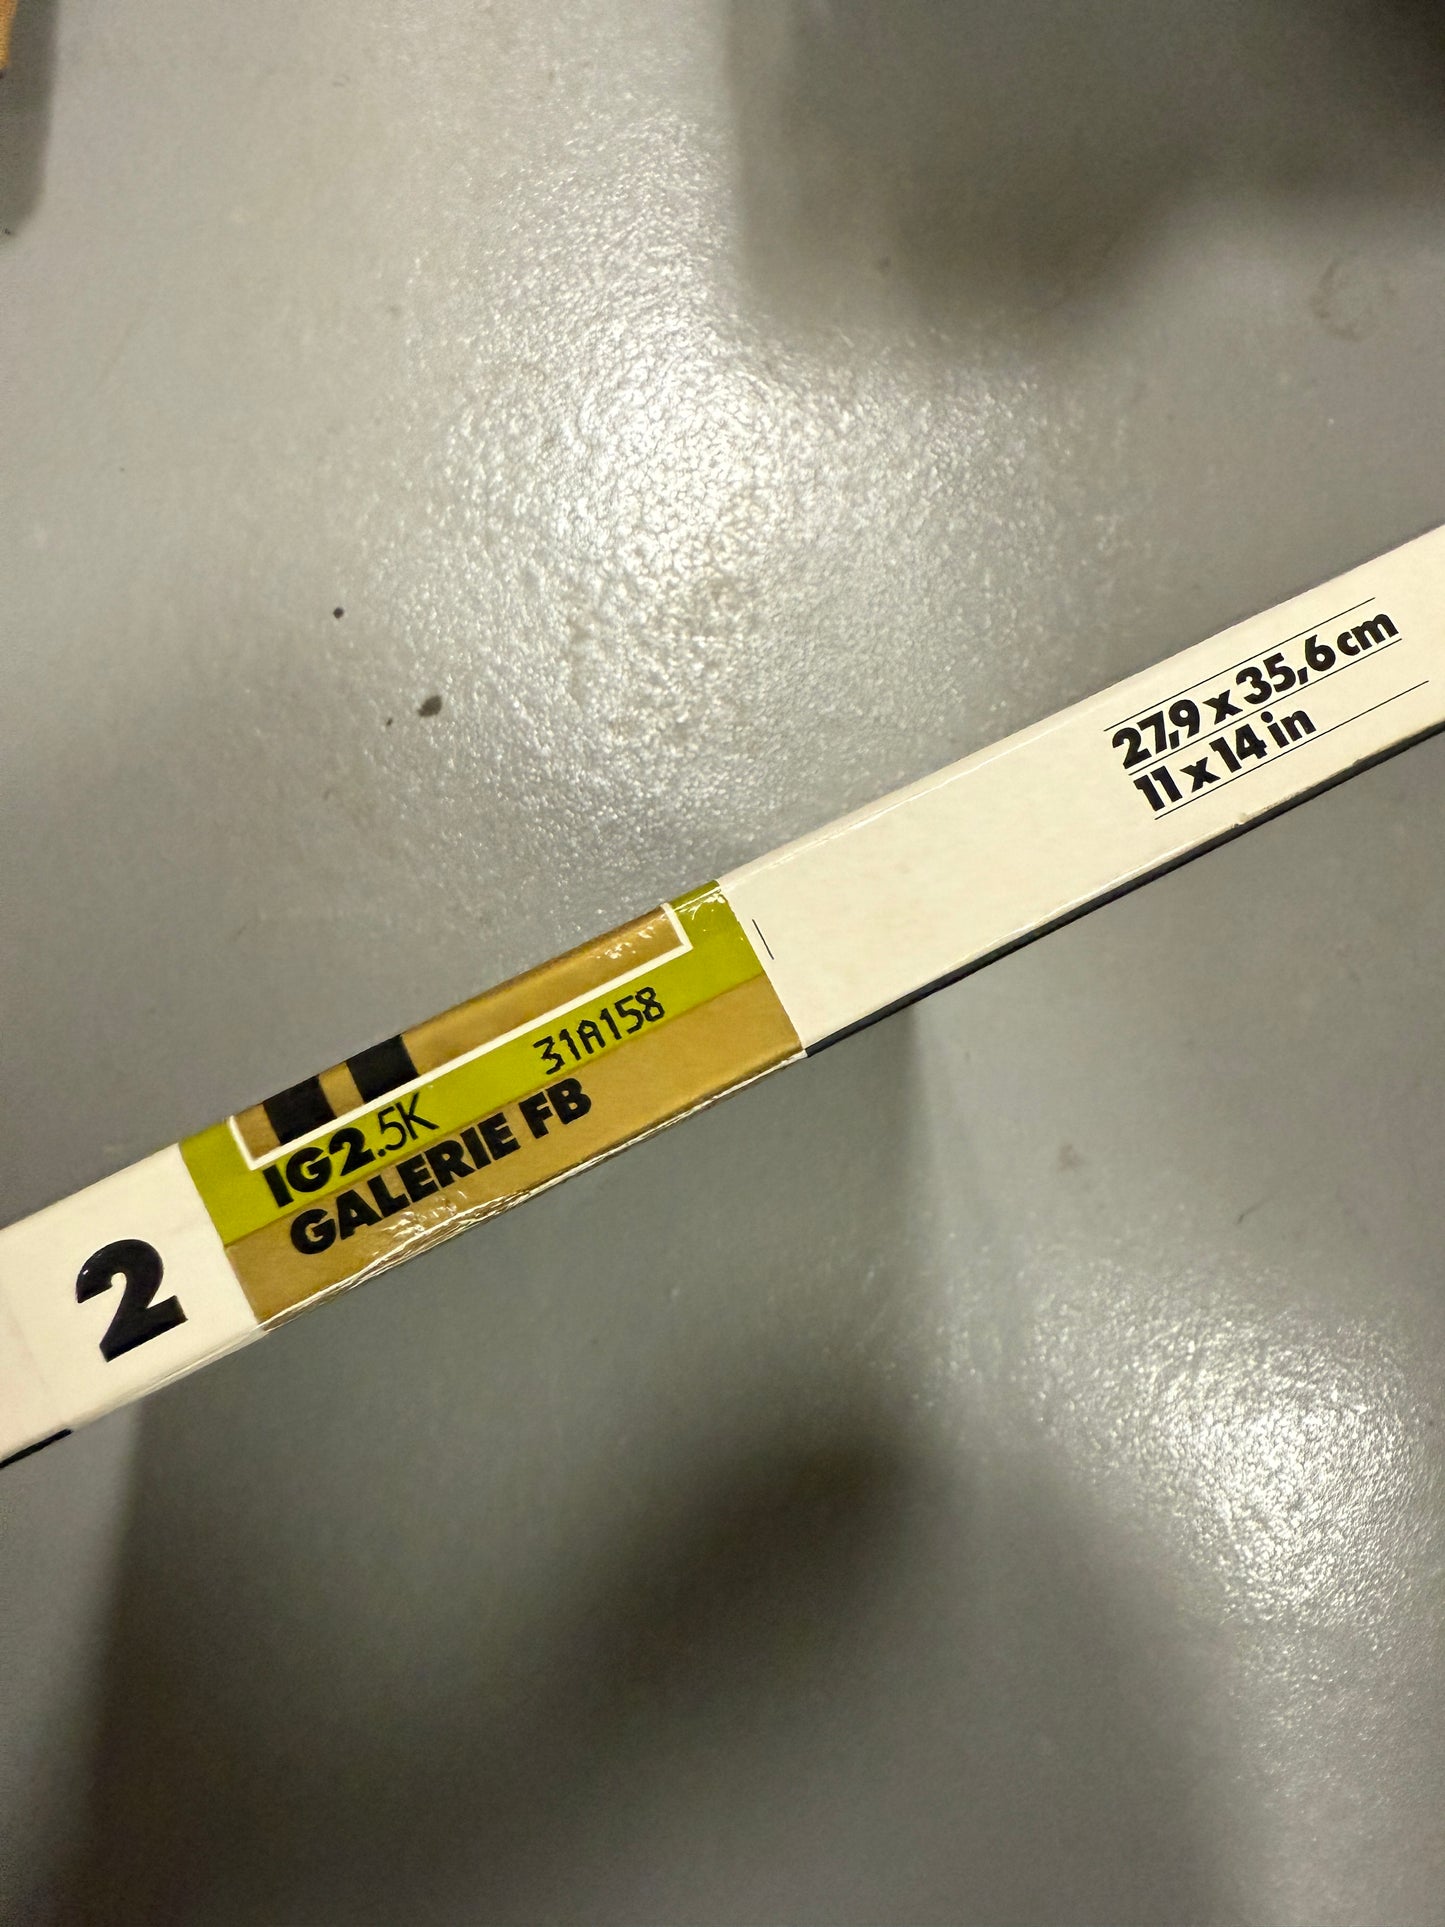 2
IG2.5K 31A158
GALERIE FB
27,9 x 35,6 cm
11 x 14 in